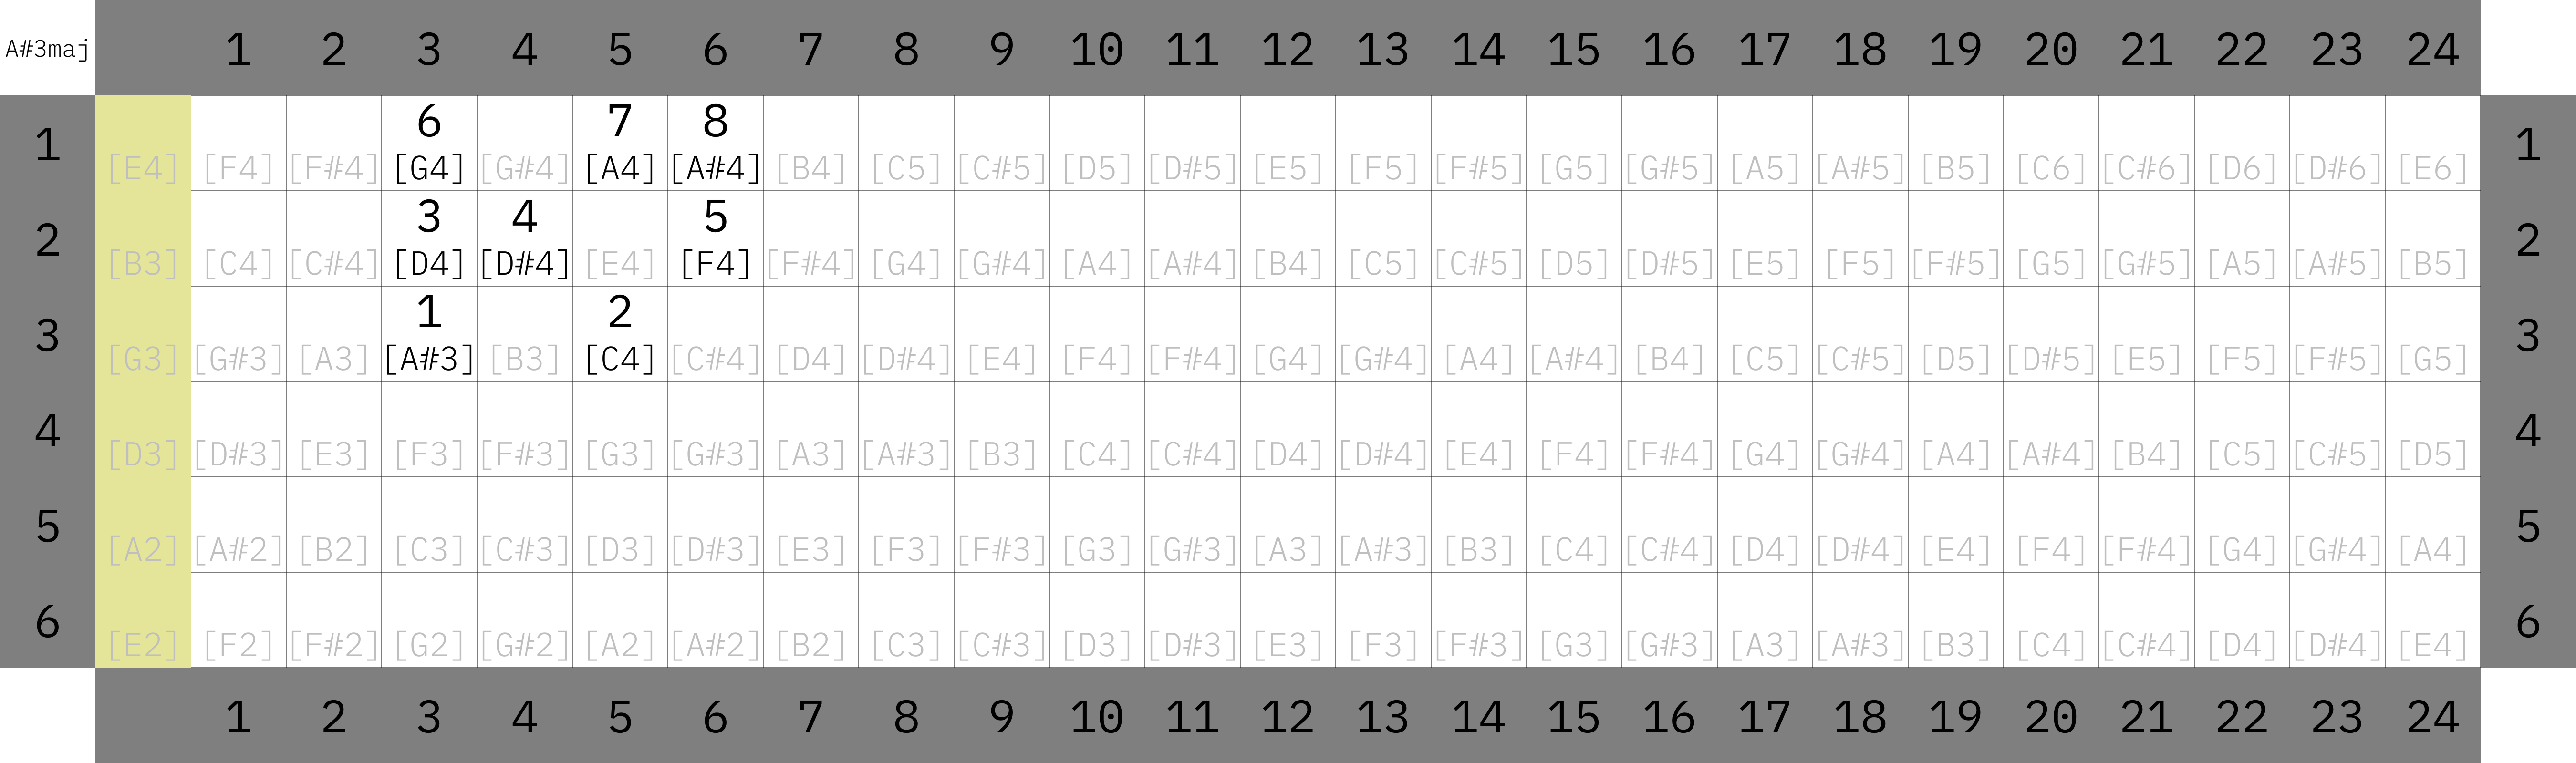 A#3maj 1 2 3 4 5 6 7 8 9 10 11 12 13 14 15 16 17 18 19 20 21 22 23 24
6 7 8
1 [E4] [F4] [F#4] [G4] [G#4] [A4] [A#4] [B4] [C5] [C#5] [D5] [D#5] [E5] [F5] [F#5] [G5] [G#5] [A5] [A#5] [B5] [C6] [C#6] [D6] [D#6] [E6] 1
3 4 5
2 [B3] [C4] [C#4] [D4] [D#4] [E4] [F4] [F#4] [G4] [G#4] [A4] [A#4] [B4] [C5] [C#5] [D5] [D#5] [E5] [F5] [F#5] [G5] [G#5] [A5] [A#5] [B5] 2
1 2
3 [G3] [G#3] [A3] [A#3] [B3] [C4] [C#4] [D4] [D#4] [E4] [F4] [F#4] [G4] [G#4] [A4] [A#4] [B4] [C5] [C#5] [D5] [D#5] [E5] [F5] [F#5] [G5] 3
4 [D3] [D#3] [E3] [F3] [F#3] [G3] [G#3] [A3] [A#3] [B3] [C4] [C#4] [D4] [D#4] [E4] [F4] [F#4] [G4] [G#4] [A4] [A#4] [B4] [C5] [C#5] [D5] 4
5 [A2] [A#2] [B2] [C3] [C#3] [D3] [D#3] [E3] [F3] [F#3] [G3] [G#3] [A3] [A#3] [B3] [C4] [C#4] [D4] [D#4] [E4] [F4] [F#4] [G4] [G#4] [A4] 5
6 [E2] [F2] [F#2] [G2] [G#2] [A2] [A#2] [B2] [C3] [C#3] [D3] [D#3] [E3] [F3] [F#3] [G3] [G#3] [A3] [A#3] [B3] [C4] [C#4] [D4] [D#4] [E4] 6
1 2 3 4 5 6 7 8 9 10 11 12 13 14 15 16 17 18 19 20 21 22 23 24